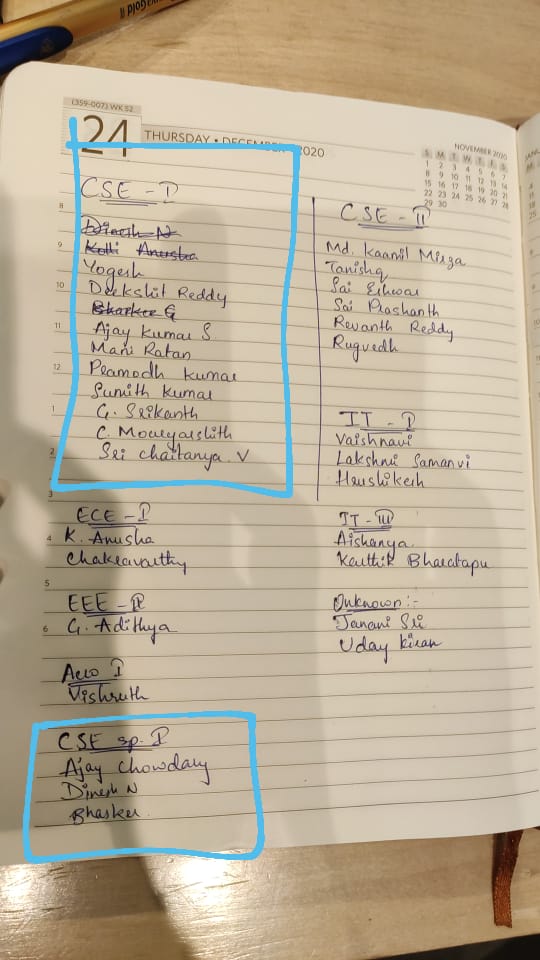 (359-007) WK 52
24
THURSDAY • DECEMBER 2020
NOVEMBER 2020
S M T W T F S
1 2 3 4 5 6 7
8 9 10 11 12 13 14
15 16 17 18 19 20 21
22 23 24 25 26 27 28
29 30
CSE - I
Dinesh N
Kolli Anusha
Yogesh
Deekshit Reddy
Bhasker G
Ajay Kumar S.
Mani Ratan
Pramodh Kumar
Sumith Kumar
G. Srikanth
C. Mouryarshith
Sri Chaitanya. V
CSE - II
Md. Kaamil Mirza
Tanishq
Sai Eshwar
Sai Prashanth
Revanth Reddy
Rugvedh
IT - I
Vaishnavi
Lakshmi Samanvi
Hrushikesh
ECE - I
K. Anusha
Chakravarthy
IT - III
Aishanya
Karthik Bharatapu
EEE - II
G. Adithya
Unknown :-
Janani Sri
Uday Kiran
Aero I
Vishruth
CSE sp. I
Ajay Chowdary
Dinesh N
Bhasker.
8
9
10
11
12
1
2
3
4
5
6